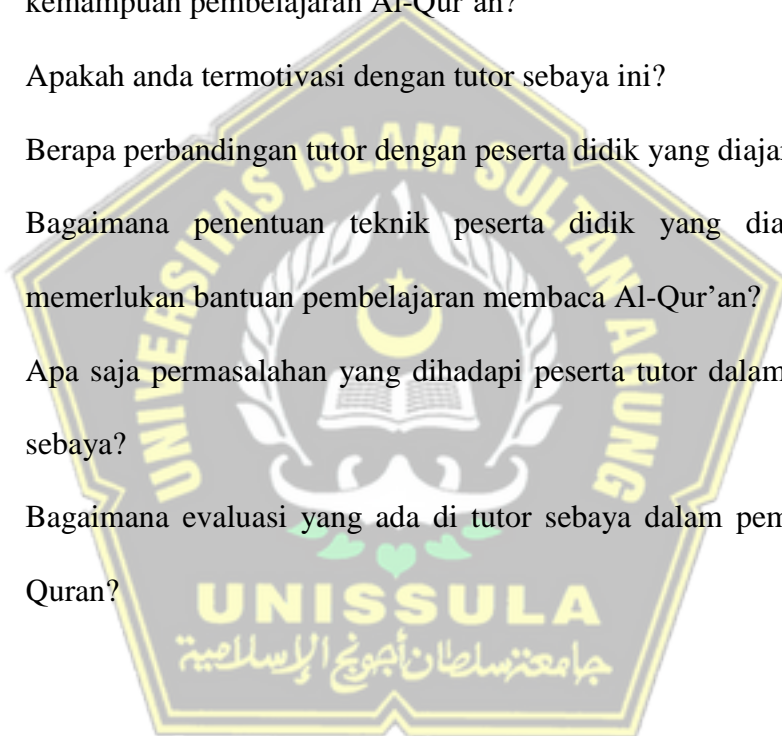 kemampuan pembelajaran Al-Qur'an?
Apakah anda termotivasi dengan tutor sebaya ini?
Berapa perbandingan tutor dengan peserta didik yang diaja
Bagaimana penentuan teknik peserta didik yang dia
memerlukan bantuan pembelajaran membaca Al-Qur’an?
Apa saja permasalahan yang dihadapi peserta tutor dalam
sebaya?
Bagaimana evaluasi yang ada di tutor sebaya dalam pem
Quran?
UNIVERSITAS ISLAM SULTAN AGUNG
UNISSULA
جامعة سلطان أجونج الإسلامية